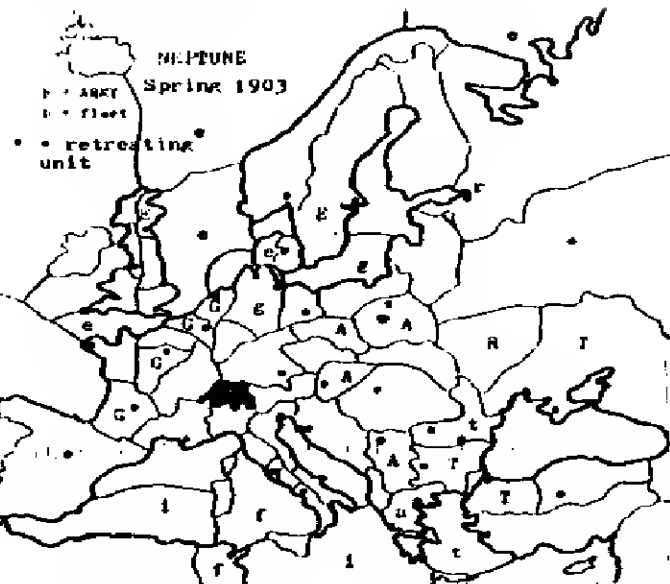 NEPTUNE
Spring 1903
ARMY
fleet
• = retreating
unit
E
r
e
g
G
g
G
A
A
e
G
R
T
A
G
t
A
T
T
t
i
f
f
i